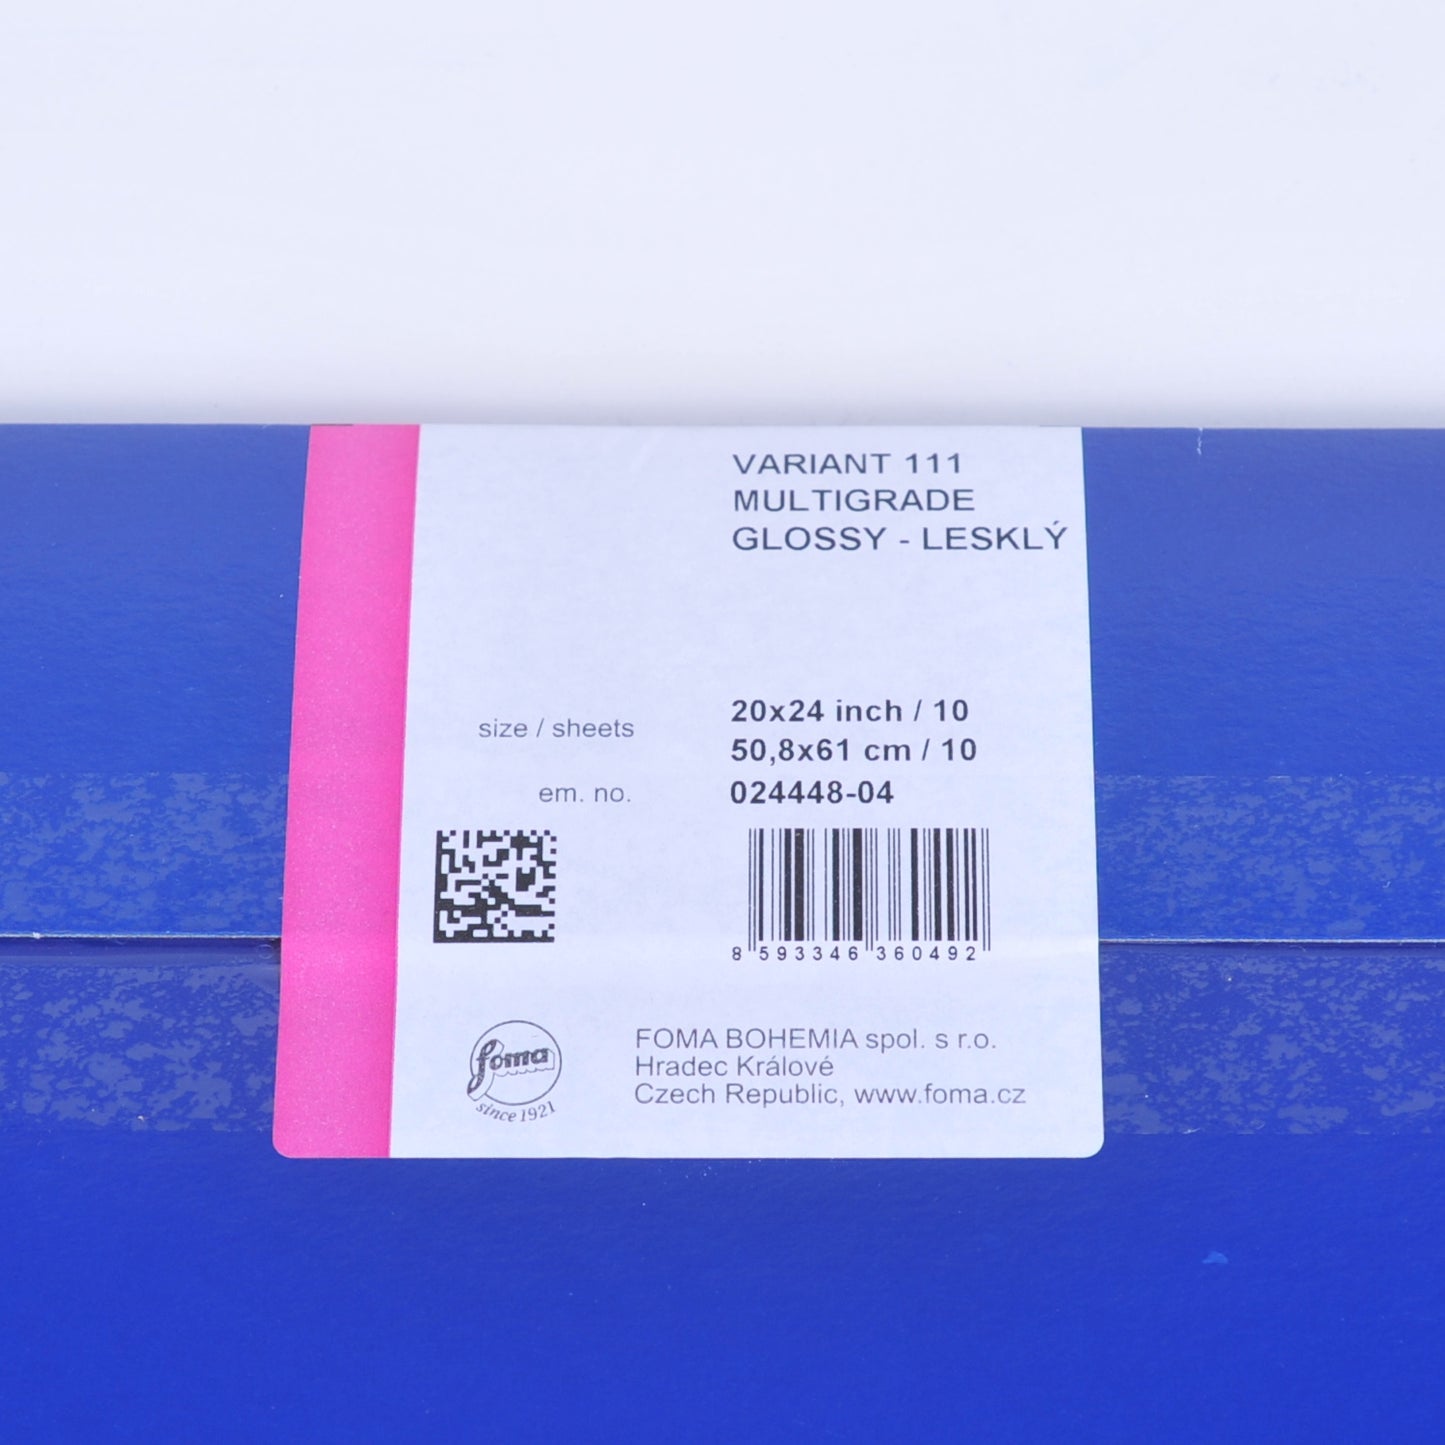 VARIANT 111
MULTIGRADE
GLOSSY - LESKLÝ
size / sheets
20x24 inch / 10
50,8x61 cm / 10
em. no.
024448-04
8 593346 360492
foma
since 1921
FOMA BOHEMIA spol. s r.o.
Hradec Králové
Czech Republic, www.foma.cz